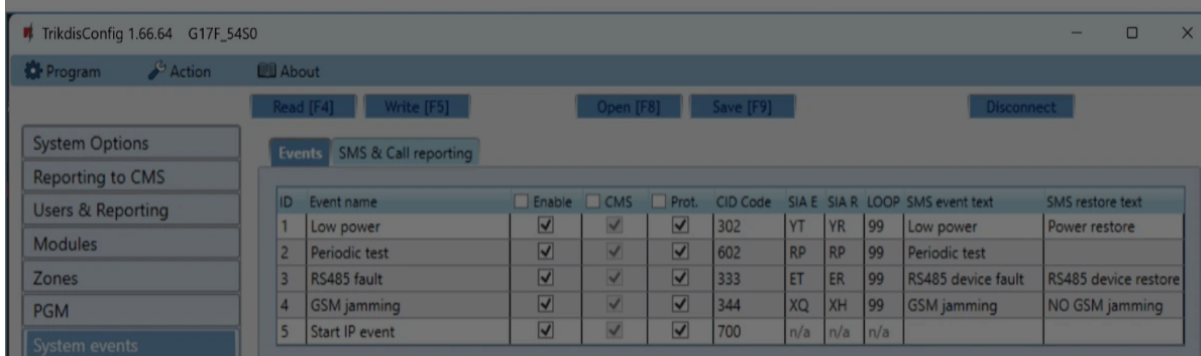 TrikdisConfig 1.66.64 G17F_54S0
Program Action About
Read [F4] Write [F5] Open [F8] Save [F9] Disconnect
System Options
Reporting to CMS
Users & Reporting
Modules
Zones
PGM
System events
Events SMS & Call reporting
ID Event name Enable CMS Prot. CID Code SIA E SIA R LOOP SMS event text SMS restore text
1 Low power 302 YT YR 99 Low power Power restore
2 Periodic test 602 RP RP 99 Periodic test
3 RS485 fault 333 ET ER 99 RS485 device fault RS485 device restore
4 GSM jamming 344 XQ XH 99 GSM jamming NO GSM jamming
5 Start IP event 700 n/a n/a n/a